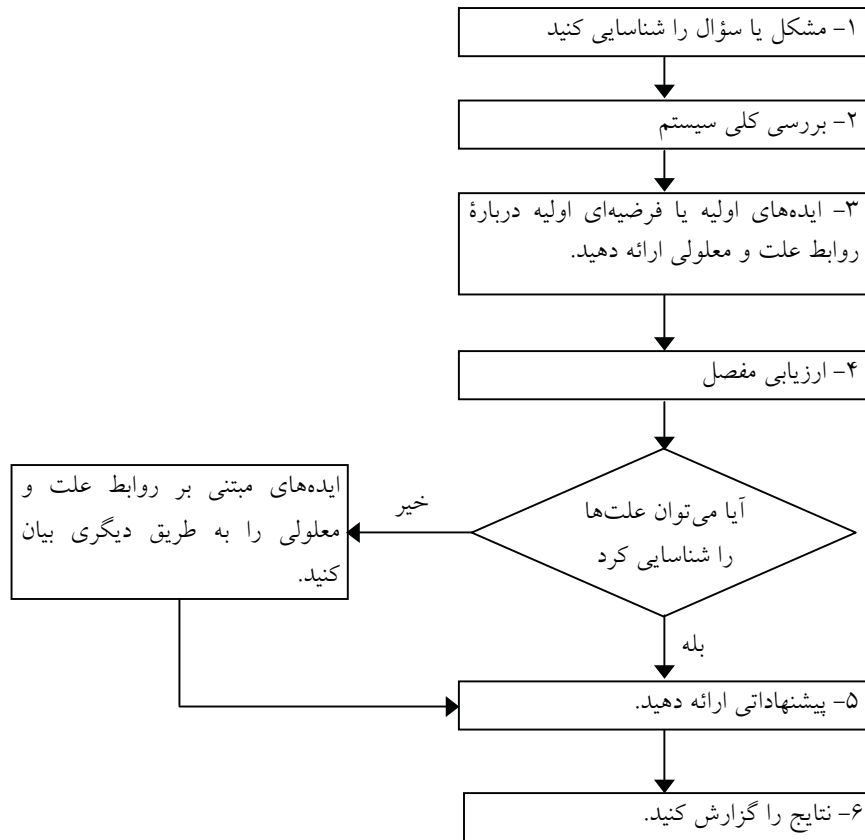 ۱- مشکل یا سؤال را شناسایی کنید
۲- بررسی کلی سیستم
۳- ایده‌های اولیه یا فرضیه‌ای اولیه دربارۀ
روابط علت و معلولی ارائه دهید.
۴- ارزیابی مفصل
آیا می‌توان علت‌ها
را شناسایی کرد
خیر
ایده‌های مبتنی بر روابط علت و
معلولی را به طریق دیگری بیان
کنید.
بله
۵- پیشنهاداتی ارائه دهید.
۶- نتایج را گزارش کنید.